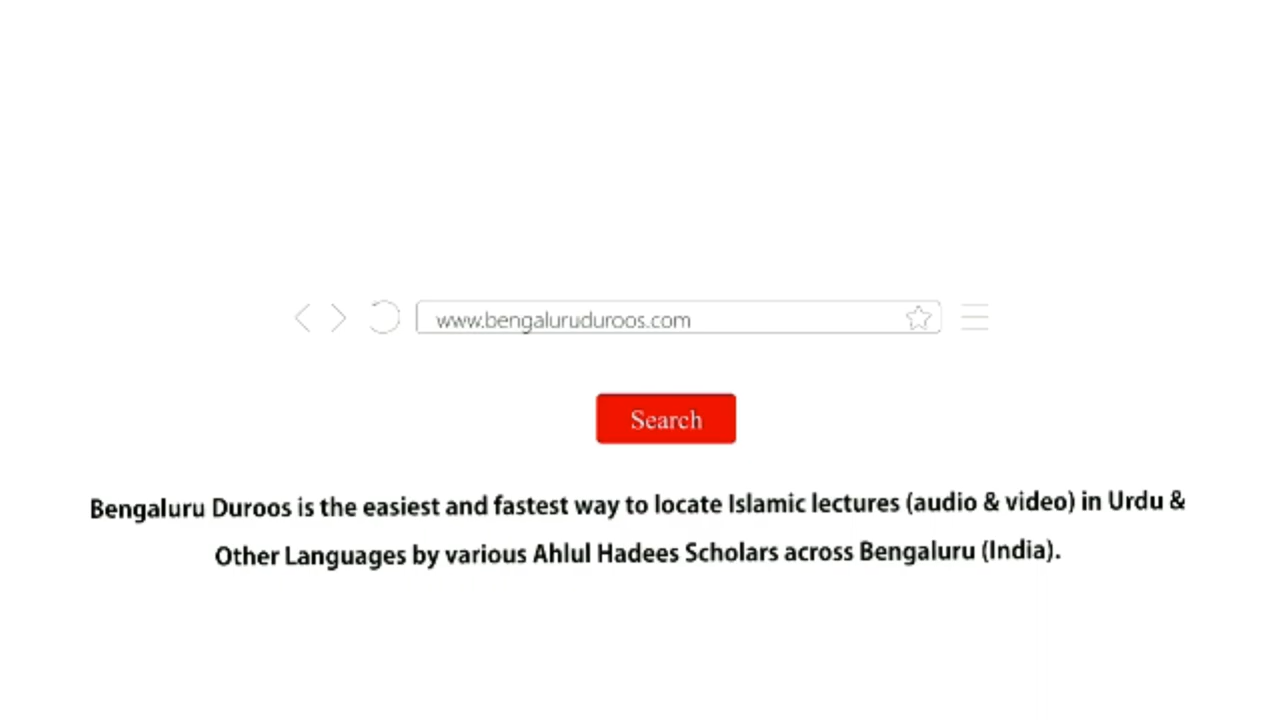 www.bengaluruduroos.com
Search
Bengaluru Duroos is the easiest and fastest way to locate Islamic lectures (audio & video) in Urdu &
Other Languages by various Ahlul Hadees Scholars across Bengaluru (India).